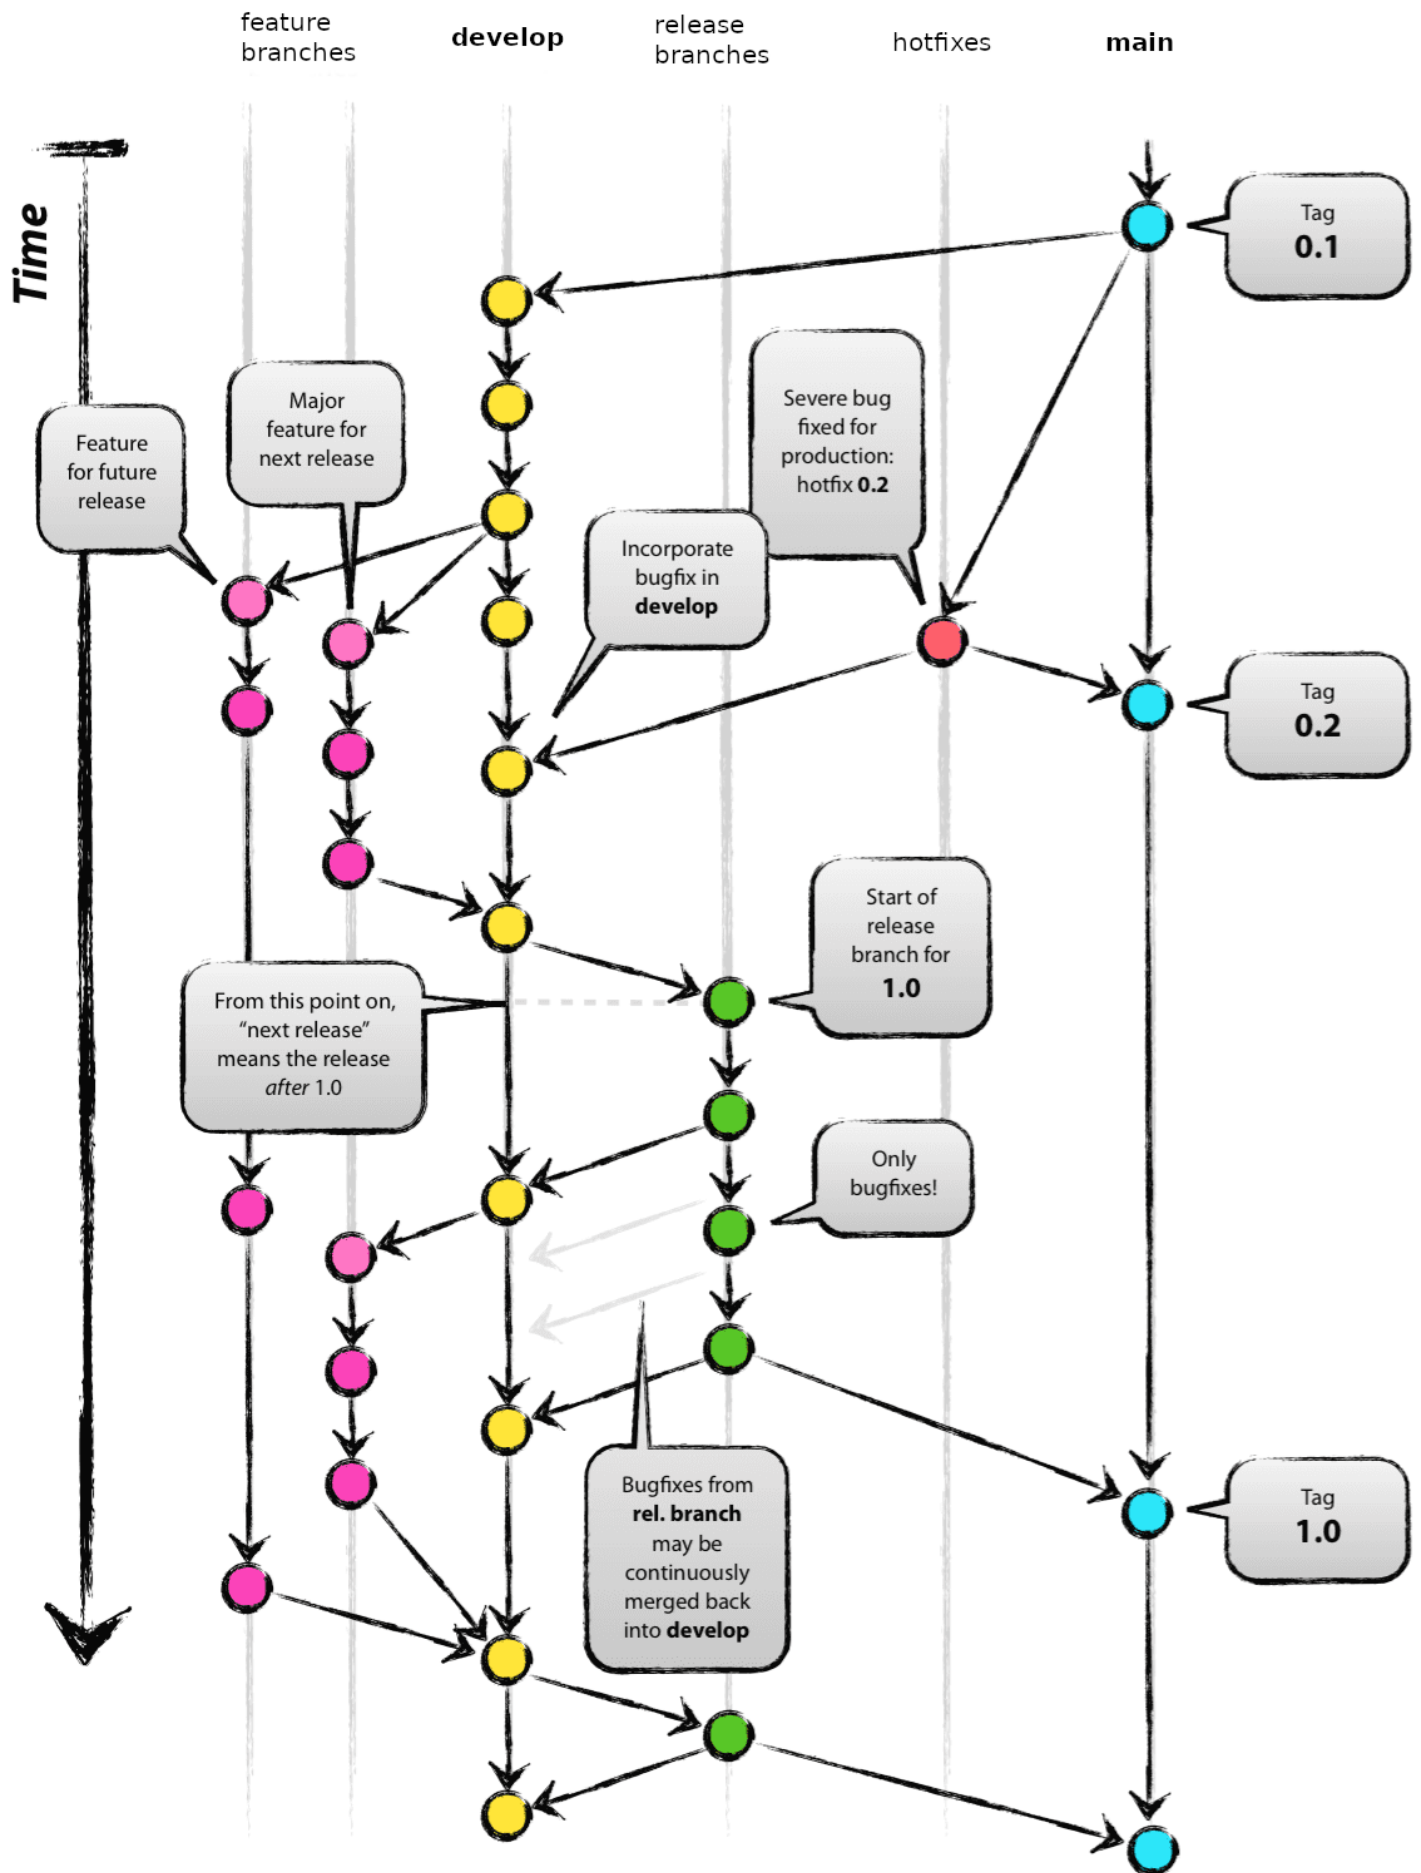 feature
branches
develop
release
branches
hotfixes
main
Time
Tag
0.1
Major
feature for
next release
Feature
for future
release
Severe bug
fixed for
production:
hotfix 0.2
Incorporate
bugfix in
develop
Tag
0.2
Start of
release
branch for
1.0
From this point on,
“next release”
means the release
after 1.0
Only
bugfixes!
Bugfixes from
rel. branch
may be
continuously
merged back
into develop
Tag
1.0